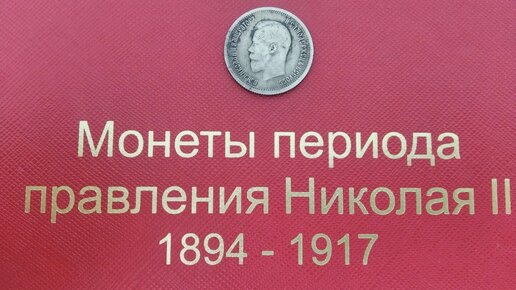 Монеты периода
правления Николая II
1894 - 1917